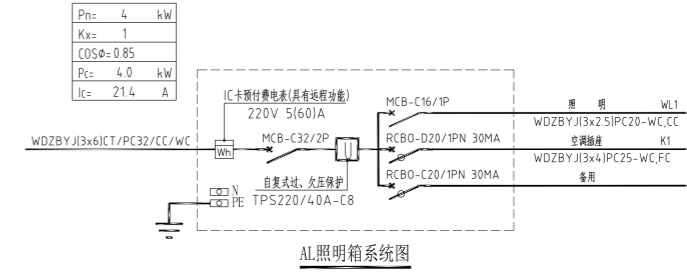 Pn= 4 kW
Kx= 1
COSØ=0.85
Pc= 4.0 kW
Ic= 21.4 A
IC卡预付费电表(具有远程功能)
220V 5(60)A
MCB-C16/1P
照 明 WL1
WDZBYJ(3x2.5)PC20-WC,CC
WDZBYJ(3x6)CT/PC32/CC/WC
Wh
MCB-C32/2P
U
RCBO-D20/1PN 30MA
空调插座 K1
WDZBYJ(3x4)PC25-WC,FC
自复式过、欠压保护
TPS220/40A-C8
RCBO-C20/1PN 30MA
备用
N
PE
AL照明箱系统图